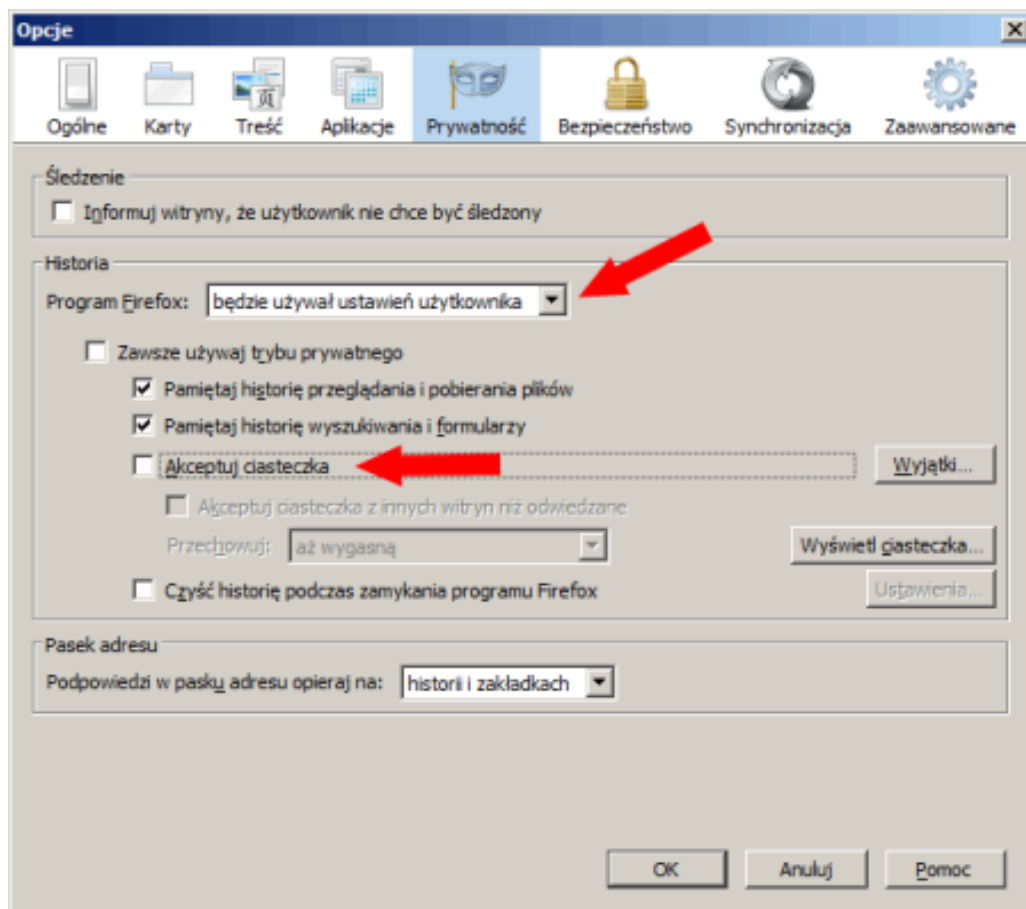 Opcje
Ogólne Karty Treść Aplikacje Prywatność Bezpieczeństwo Synchronizacja Zaawansowane
Śledzenie
Informuj witryny, że użytkownik nie chce być śledzony
Historia
Program Firefox: będzie używał ustawień użytkownika
Zawsze używaj trybu prywatnego
Pamiętaj historię przeglądania i pobierania plików
Pamiętaj historię wyszukiwania i formularzy
Akceptuj ciasteczka Wyjątki...
Akceptuj ciasteczka z innych witryn niż odwiedzane
Przechowuj: aż wygasną Wyświetl ciasteczka...
Czyść historię podczas zamykania programu Firefox Ustawienia...
Pasek adresu
Podpowiedzi w pasku adresu opieraj na: historii i zakładkach
OK Anuluj Pomoc